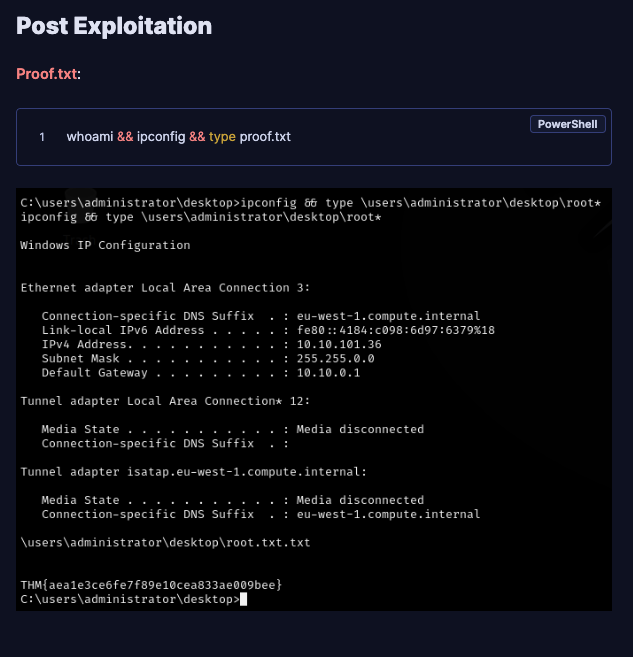 Post Exploitation
Proof.txt:
PowerShell
1 whoami && ipconfig && type proof.txt
C:\users\administrator\desktop>ipconfig && type \users\administrator\desktop\root*
ipconfig && type \users\administrator\desktop\root*
Windows IP Configuration
Ethernet adapter Local Area Connection 3:
Connection-specific DNS Suffix . : eu-west-1.compute.internal
Link-local IPv6 Address . . . . . : fe80::4184:c098:6d97:6379%18
IPv4 Address. . . . . . . . . . . : 10.10.101.36
Subnet Mask . . . . . . . . . . . : 255.255.0.0
Default Gateway . . . . . . . . . : 10.10.0.1
Tunnel adapter Local Area Connection* 12:
Media State . . . . . . . . . . . : Media disconnected
Connection-specific DNS Suffix . :
Tunnel adapter isatap.eu-west-1.compute.internal:
Media State . . . . . . . . . . . : Media disconnected
Connection-specific DNS Suffix . : eu-west-1.compute.internal
\users\administrator\desktop\root.txt.txt
THM{aea1e3ce6fe7f89e10cea833ae009bee}
C:\users\administrator\desktop>